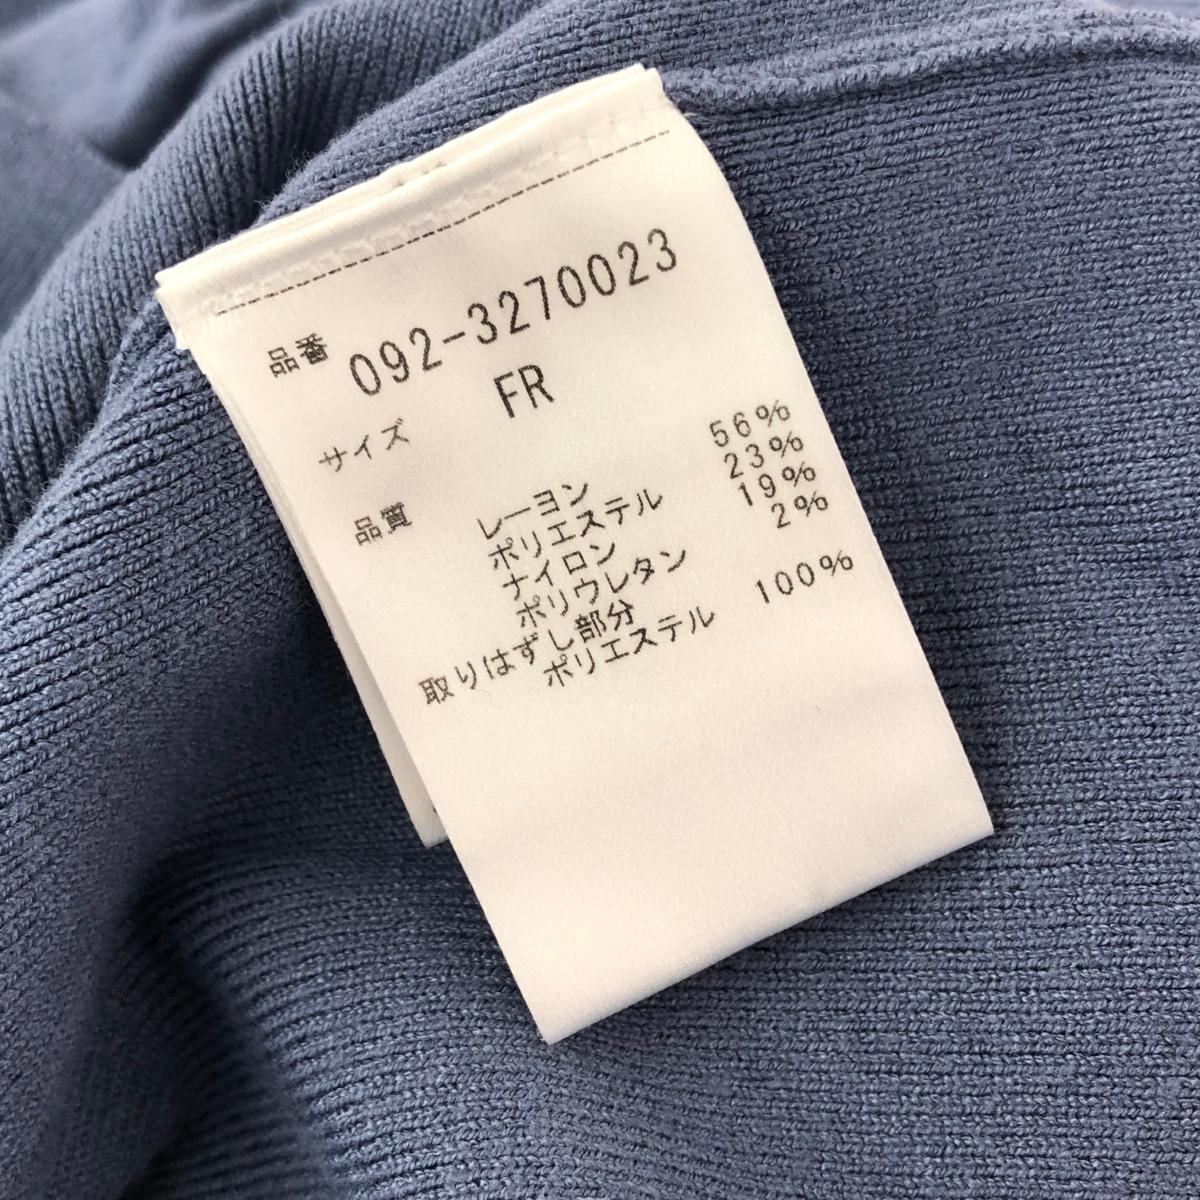 品番 092-3270023
サイズ FR
品質 レーヨン 56%
ポリエステル 23%
ナイロン 19%
ポリウレタン 2%
取りはずし部分
ポリエステル 100%